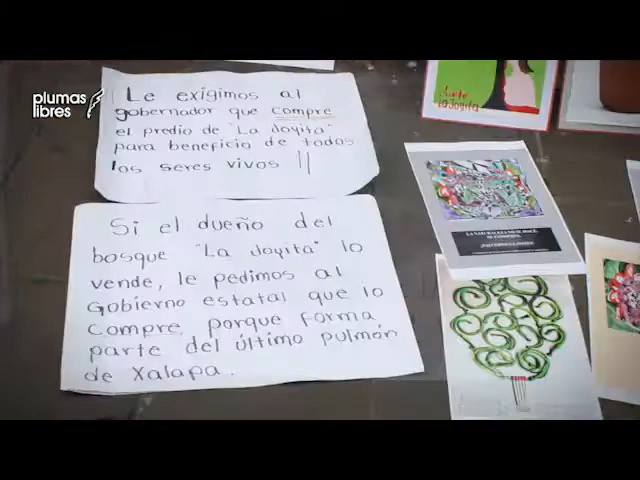 plumas
libres
Le exigimos al
gobernador que compre
el predio de "La Joyita"
para beneficio de todos
los seres vivos !!
Si el dueño del
bosque "La Joyita" lo
vende, le pedimos al
Gobierno estatal que lo
Compre, porque forma
parte del último pulmón
de Xalapa.
La Joyita